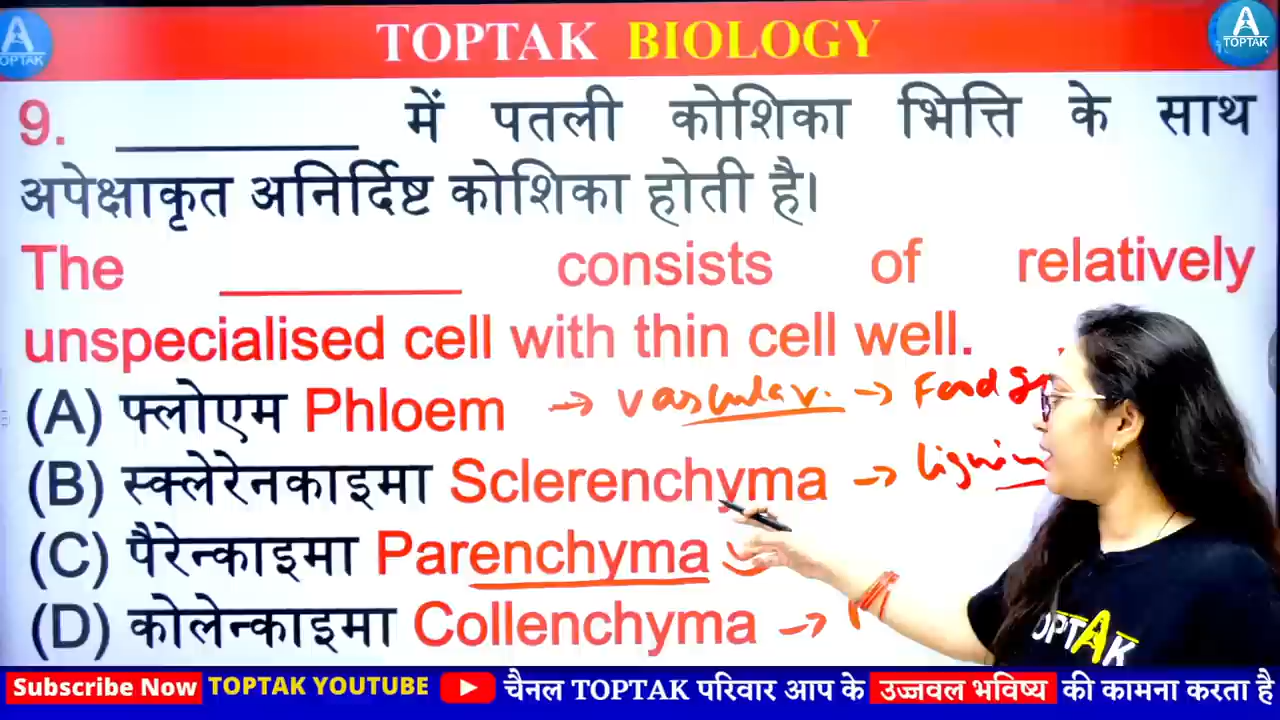 A TOPTAK TOPTAK BIOLOGY A TOPTAK
9. __________ में पतली कोशिका भित्ति के साथ
अपेक्षाकृत अनिर्दिष्ट कोशिका होती है।
The __________ consists of relatively
unspecialised cell with thin cell well.
(A) फ्लोएम Phloem → vascular. → Food
(B) स्क्लेरेनकाइमा Sclerenchyma → lignin
(C) पैरेन्काइमा Parenchyma
(D) कोलेन्काइमा Collenchyma →
TOPTAK
Subscribe Now TOPTAK YOUTUBE चैनल TOPTAK परिवार आप के उज्जवल भविष्य की कामना करता है